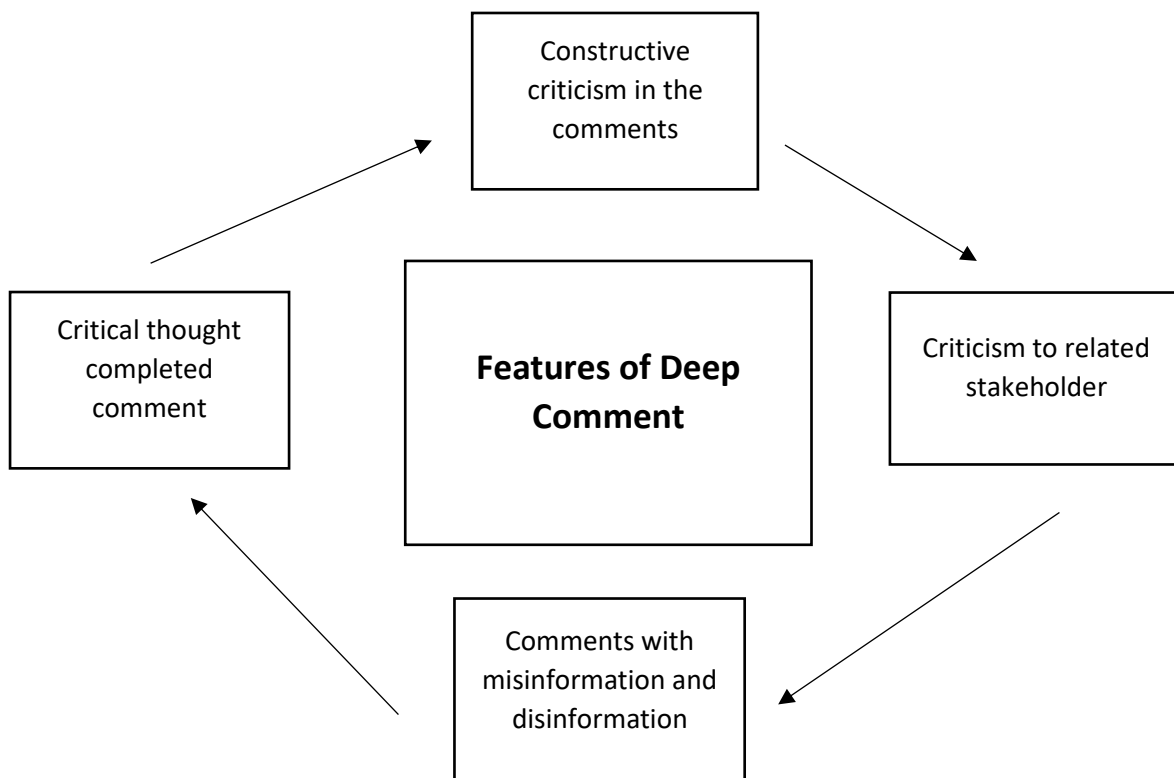 Constructive
criticism in the
comments
Critical thought
completed
comment
Features of Deep
Comment
Criticism to related
stakeholder
Comments with
misinformation and
disinformation